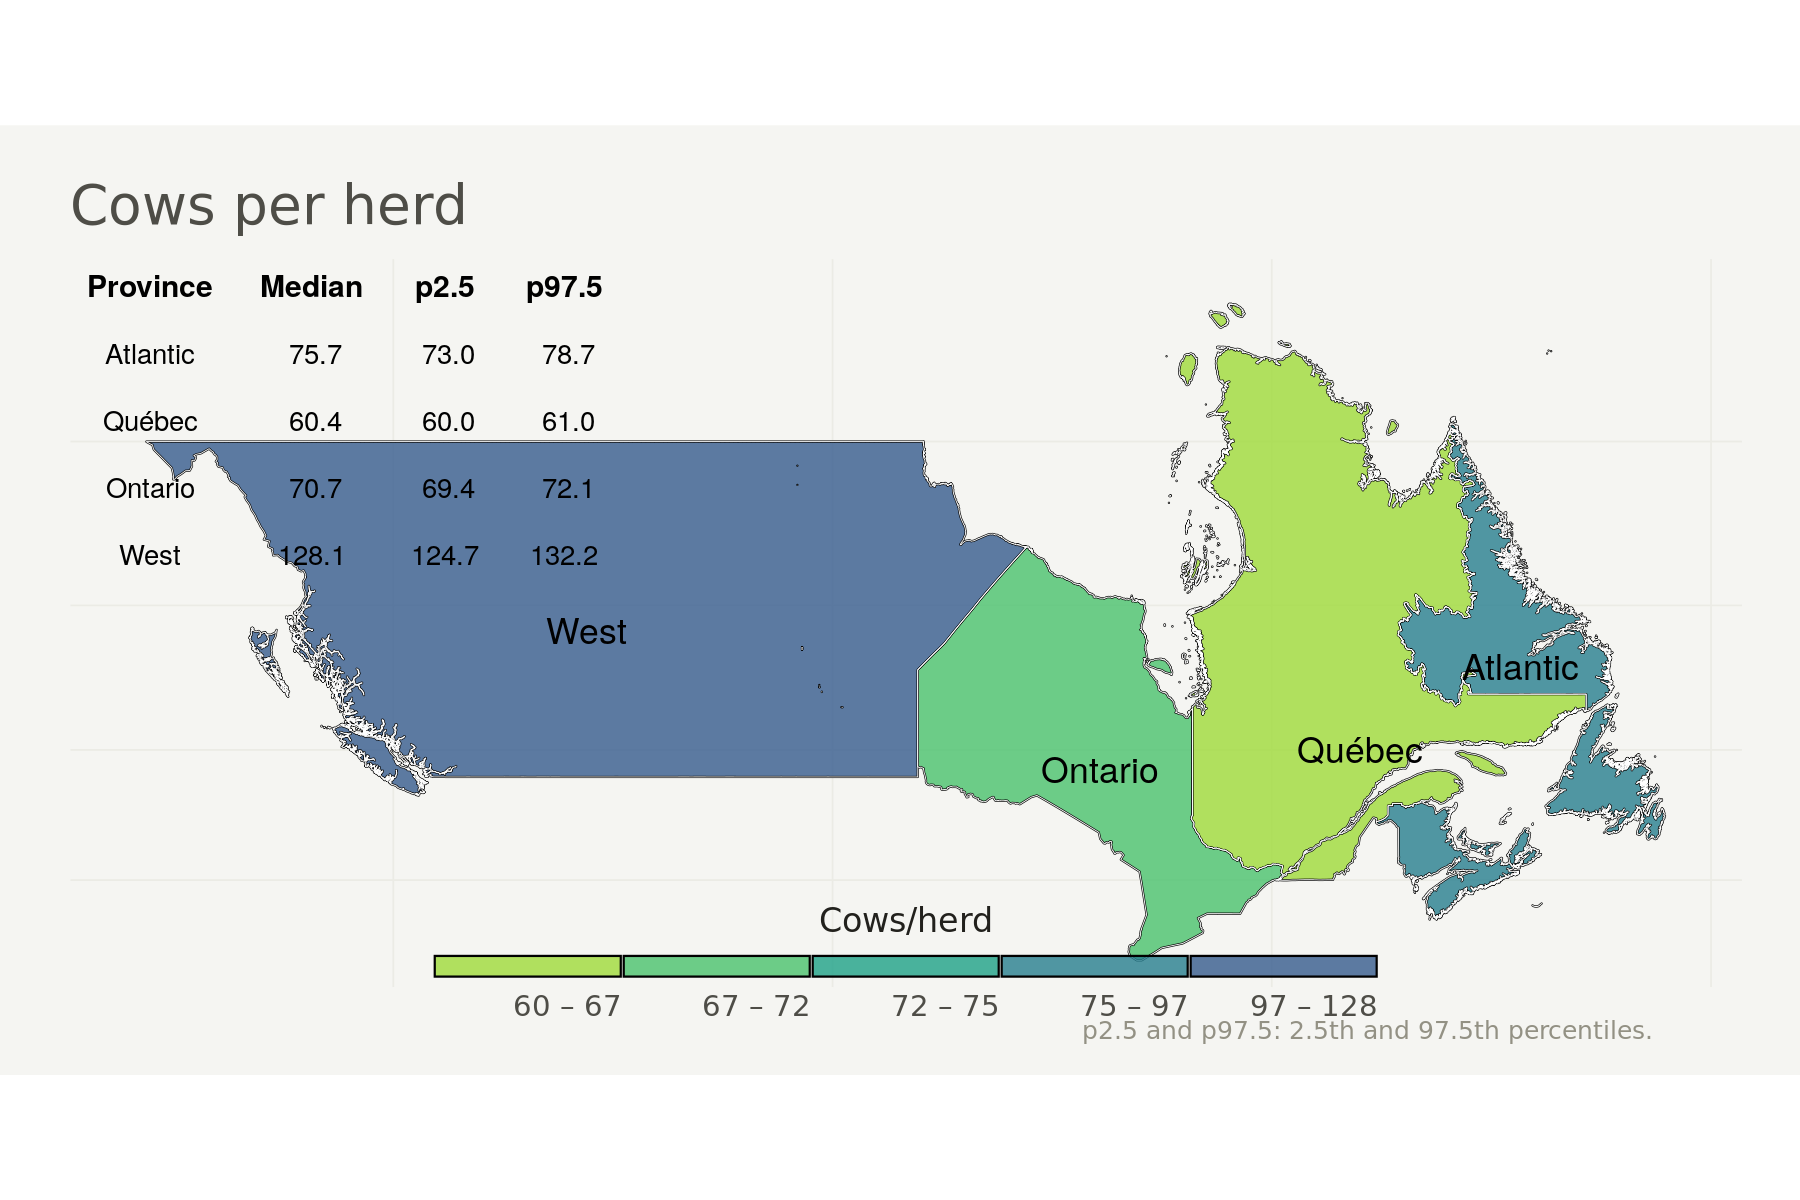 Cows per herd
Province Median p2.5 p97.5
Atlantic 75.7 73.0 78.7
Québec 60.4 60.0 61.0
Ontario 70.7 69.4 72.1
West 128.1 124.7 132.2
West
Atlantic
Québec
Ontario
Cows/herd
60 – 67 67 – 72 72 – 75 75 – 97 97 – 128
p2.5 and p97.5: 2.5th and 97.5th percentiles.